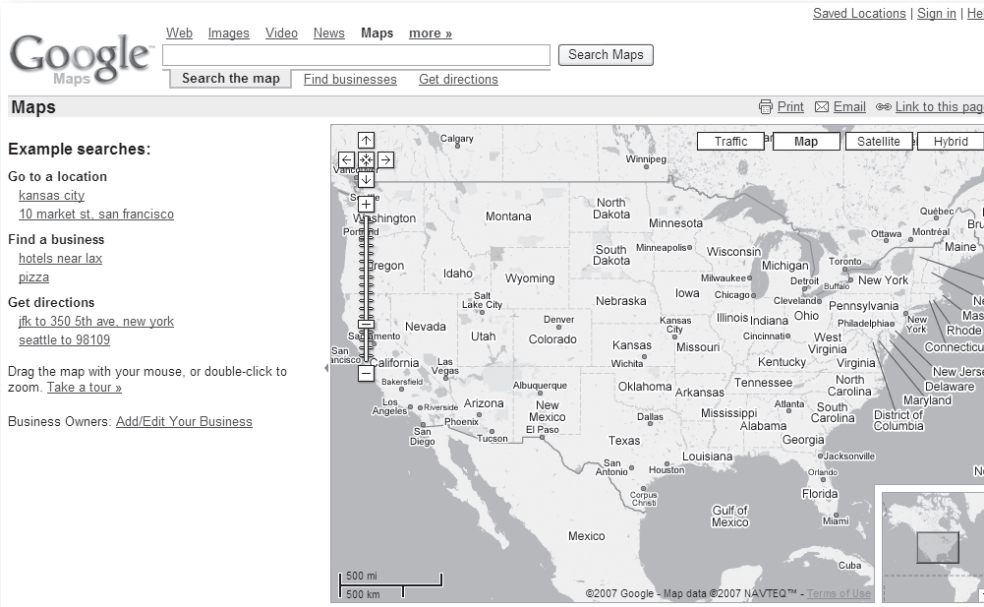 Saved Locations | Sign in | Hel
Web Images Video News Maps more »
Google
Maps
Search Maps
Search the map Find businesses Get directions
Maps
Print Email Link to this page
Example searches:
Go to a location
kansas city
10 market st, san francisco
Find a business
hotels near lax
pizza
Get directions
jfk to 350 5th ave, new york
seattle to 98109
Drag the map with your mouse, or double-click to
zoom. Take a tour »
Business Owners: Add/Edit Your Business
Traffic Map Satellite Hybrid
Calgary
Winnipeg
Washington
Montana
North
Dakota
Minnesota
Québec
Ottawa Montréal
Maine
Idaho
Wyoming
South
Dakota
Minneapolis
Wisconsin
Michigan
Toronto
Milwaukee
Detroit
Buffalo
New York
Salt
Lake City
Nebraska
Iowa
Chicago
Cleveland
Pennsylvania
Nevada
Utah
Denver
Colorado
Kansas
City
Illinois Indiana Ohio
Philadelphia
New
York
Rhode
Kansas
Missouri
Cincinnati
West
Virginia
Connecticu
California
Las
Vegas
Wichita
Kentucky
Virginia
New Jerse
Delaware
Maryland
Bakersfield
Albuquerque
Oklahoma
Arkansas
Tennessee
North
Carolina
District of
Columbia
Los
Angeles
Riverside
Arizona
Phoenix
New
Mexico
El Paso
Dallas
Mississippi
Alabama
Atlanta
South
Carolina
Georgia
San
Diego
Tucson
Texas
Louisiana
Jacksonville
San
Antonio
Houston
Orlando
Corpus
Christi
Florida
Gulf of
Mexico
Miami
Mexico
Cuba
500 mi
500 km
©2007 Google - Map data ©2007 NAVTEQ™ - Terms of Use